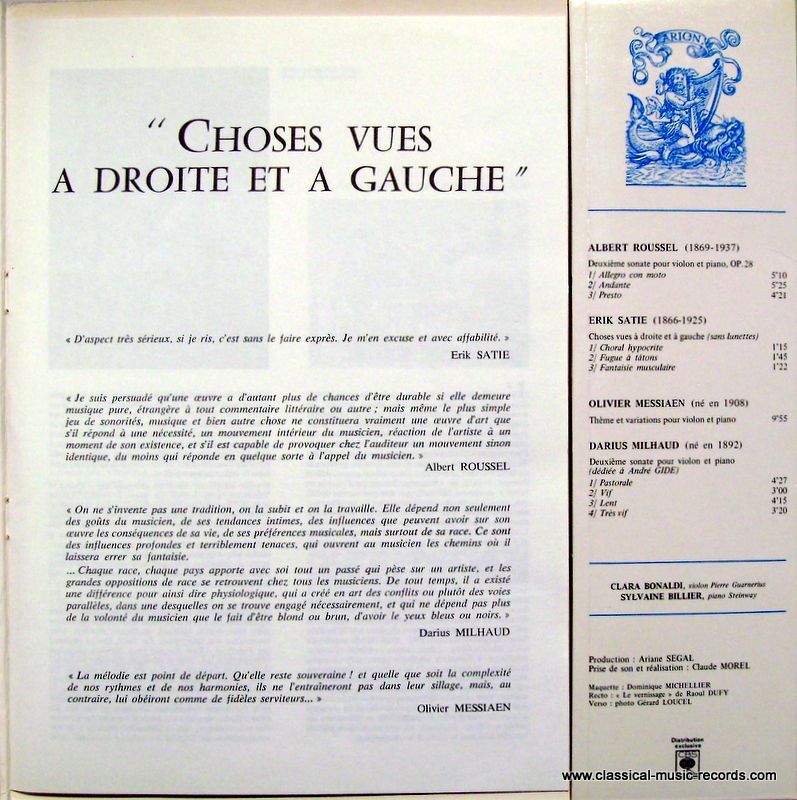 “ CHOSES VUES
A DROITE ET A GAUCHE ”
« D'aspect très sérieux, si je ris, c'est sans le faire exprès. Je m'en excuse et avec affabilité. »
Erik SATIE
« Je suis persuadé qu'une œuvre a d'autant plus de chances d'être durable si elle demeure
musique pure, étrangère à tout commentaire littéraire ou autre ; mais même le plus simple
jeu de sonorités, musique et bien autre chose ne constituera vraiment une œuvre d'art que
s'il répond à une nécessité, un mouvement intérieur du musicien, réaction de l'artiste à un
moment de son existence, et s'il est capable de provoquer chez l'auditeur un mouvement sinon
identique, du moins qui réponde en quelque sorte à l'appel du musicien. »
Albert ROUSSEL
« On ne s'invente pas une tradition, on la subit et on la travaille. Elle dépend non seulement
des goûts du musicien, de ses tendances intimes, des influences que peuvent avoir sur son
œuvre les conséquences de sa vie, de ses préférences musicales, mais surtout de sa race. Ce sont
des influences profondes et terriblement tenaces, qui ouvrent au musicien les chemins où il
laissera errer sa fantaisie.
... Chaque race, chaque pays apporte avec soi tout un passé qui pèse sur un artiste, et les
grandes oppositions de race se retrouvent chez tous les musiciens. De tout temps, il a existé
une différence pour ainsi dire physiologique, qui a créé en art des conflits ou plutôt des voies
parallèles, dans une desquelles on se trouve engagé nécessairement, et qui ne dépend pas plus
de la volonté du musicien que le fait d'être blond ou brun, d'avoir le yeux bleus ou noirs. »
Darius MILHAUD
« La mélodie est point de départ. Qu'elle reste souveraine ! et quelle que soit la complexité
de nos rythmes et de nos harmonies, ils ne l'entraîneront pas dans leur sillage, mais, au
contraire, lui obéiront comme de fidèles serviteurs... »
Olivier MESSIAEN
ARION
ALBERT ROUSSEL (1869-1937)
Deuxième sonate pour violon et piano, OP. 28
1/ Allegro con moto 5'10
2/ Andante 5'25
3/ Presto 4'21
ERIK SATIE (1866-1925)
Choses vues à droite et à gauche (sans lunettes)
1/ Choral hypocrite 1'15
2/ Fugue à tâtons 1'45
3/ Fantaisie musculaire 1'22
OLIVIER MESSIAEN (né en 1908)
Thème et variations pour violon et piano 9'55
DARIUS MILHAUD (né en 1892)
Deuxième sonate pour violon et piano
(dédiée à André GIDE)
1/ Pastorale 4'27
2/ Vif 3'00
3/ Lent 4'15
4/ Très vif 3'20
CLARA BONALDI, violon Pierre Guarnerius
SYLVAINE BILLIER, piano Steinway
Production : Ariane SEGAL
Prise de son et réalisation : Claude MOREL
Maquette : Dominique MICHELLIER
Recto : « Le vernissage » de Raoul DUFY
Verso : photo Gérard LOUCEL
Distribution
exclusive
CBS
www.classical-music-records.com